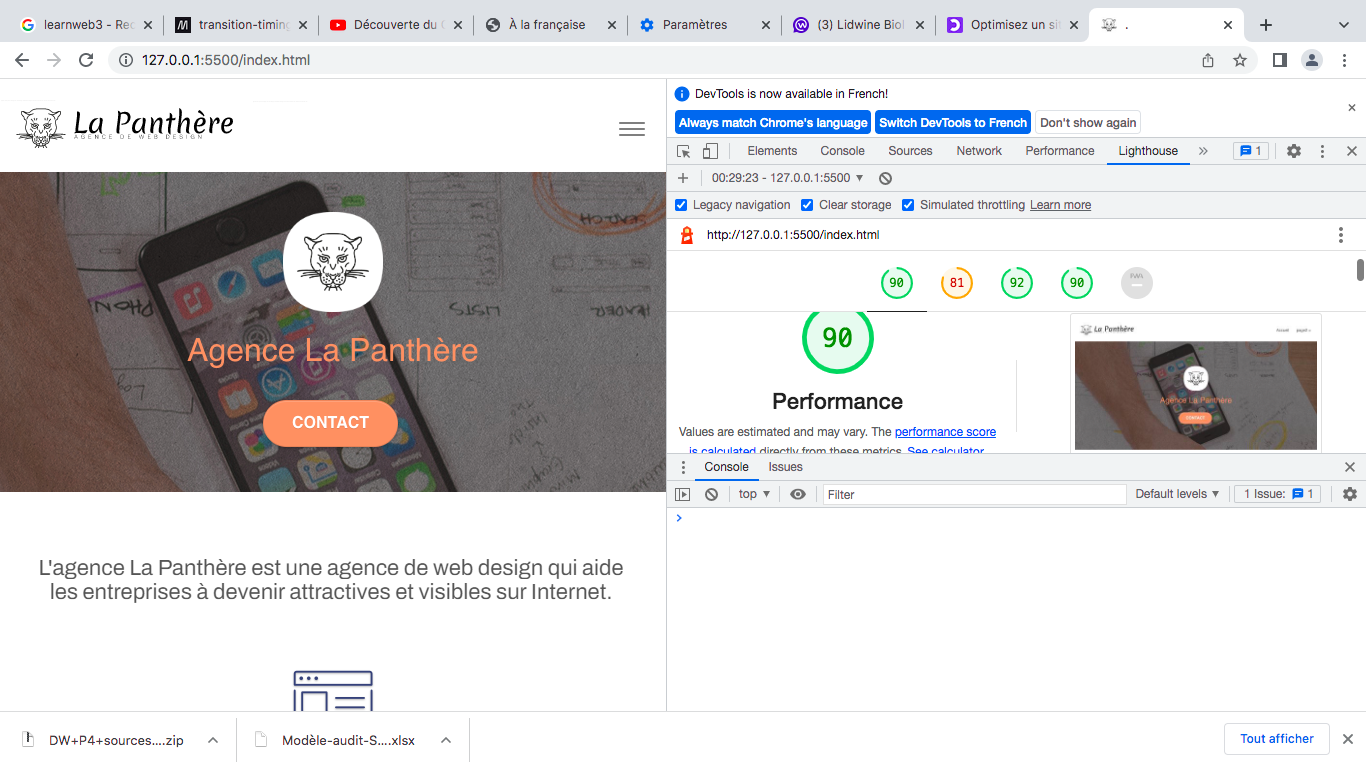 learnweb3 - Rec
transition-timing
Découverte du C
À la française
Paramètres
(3) Lidwine Biol
Optimisez un sit
.
127.0.0.1:5500/index.html
La Panthère
AGENCE DE WEB DESIGN
Agence La Panthère
CONTACT
L'agence La Panthère est une agence de web design qui aide
les entreprises à devenir attractives et visibles sur Internet.
DevTools is now available in French!
Always match Chrome's language
Switch DevTools to French
Don't show again
Elements Console Sources Network Performance Lighthouse » 1
00:29:23 - 127.0.0.1:5500
Legacy navigation Clear storage Simulated throttling Learn more
http://127.0.0.1:5500/index.html
90 81 92 90 PWA
90
Performance
Values are estimated and may vary. The performance score
is calculated directly from these metrics. See calculator.
La Panthère
Accueil
Agence La Panthère
CONTACT
Console Issues
top Filter Default levels 1 Issue: 1
DW+P4+sources....zip
Modèle-audit-S....xlsx
Tout afficher